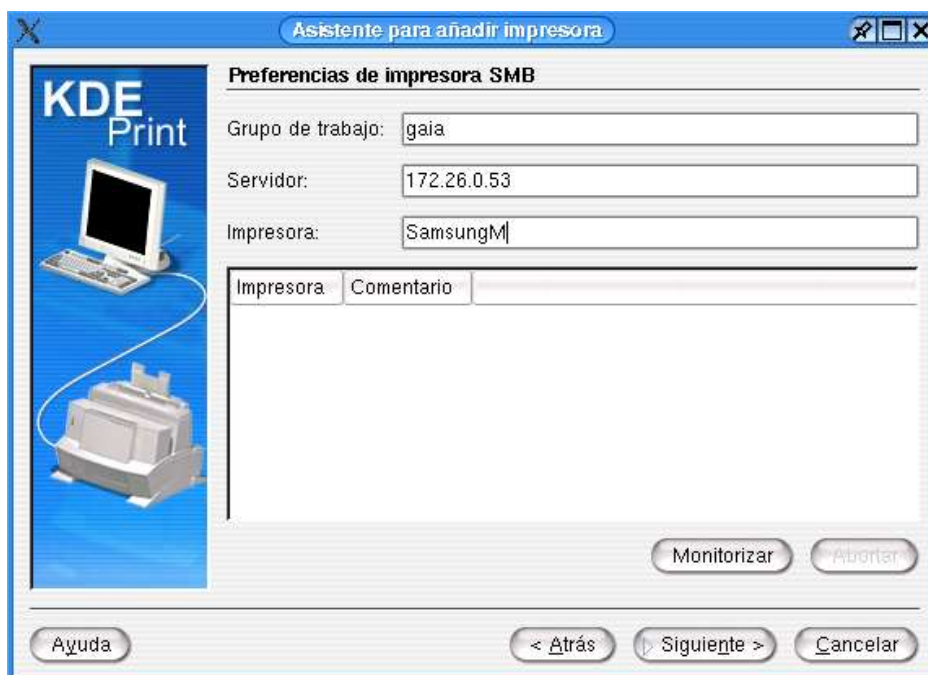 Asistente para añadir impresora
KDE
Print
Preferencias de impresora SMB
Grupo de trabajo: gaia
Servidor: 172.26.0.53
Impresora: SamsungM
Impresora Comentario
Monitorizar Abortar
Ayuda < Atrás Siguiente > Cancelar